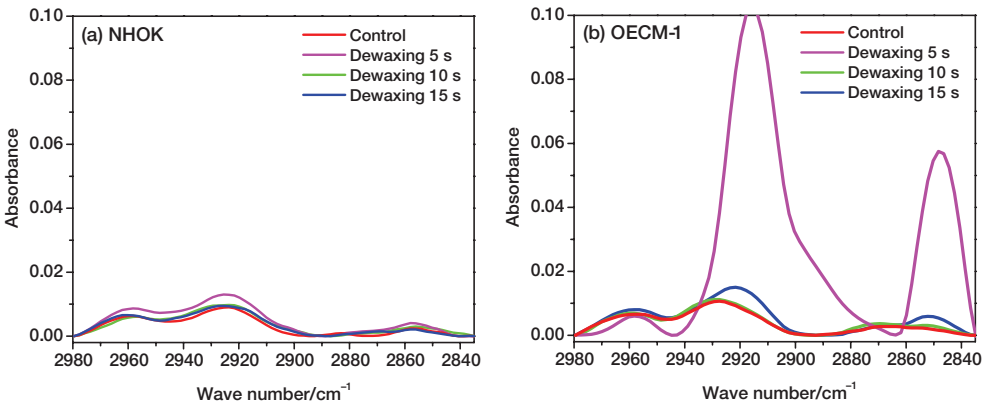 (a) NHOK
Control
Dewaxing 5 s
Dewaxing 10 s
Dewaxing 15 s
0.10
0.08
0.06
0.04
0.02
0.00
Absorbance
2980 2960 2940 2920 2900 2880 2860 2840
Wave number/cm⁻¹
(b) OECM-1
Control
Dewaxing 5 s
Dewaxing 10 s
Dewaxing 15 s
0.10
0.08
0.06
0.04
0.02
0.00
Absorbance
2980 2960 2940 2920 2900 2880 2860 2840
Wave number/cm⁻¹